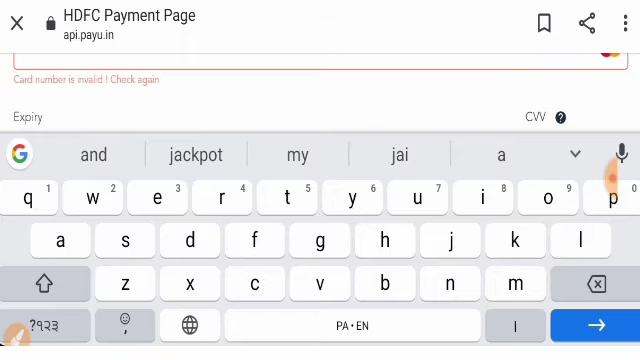 HDFC Payment Page
api.payu.in
Card number is invalid ! Check again
Expiry CVV ?
and jackpot my jai a
q 1 w 2 e 3 r 4 t 5 y 6 u 7 i 8 o 9 p 0
a s d f g h j k l
z x c v b n m
?੧੨੩ , PA • EN ।